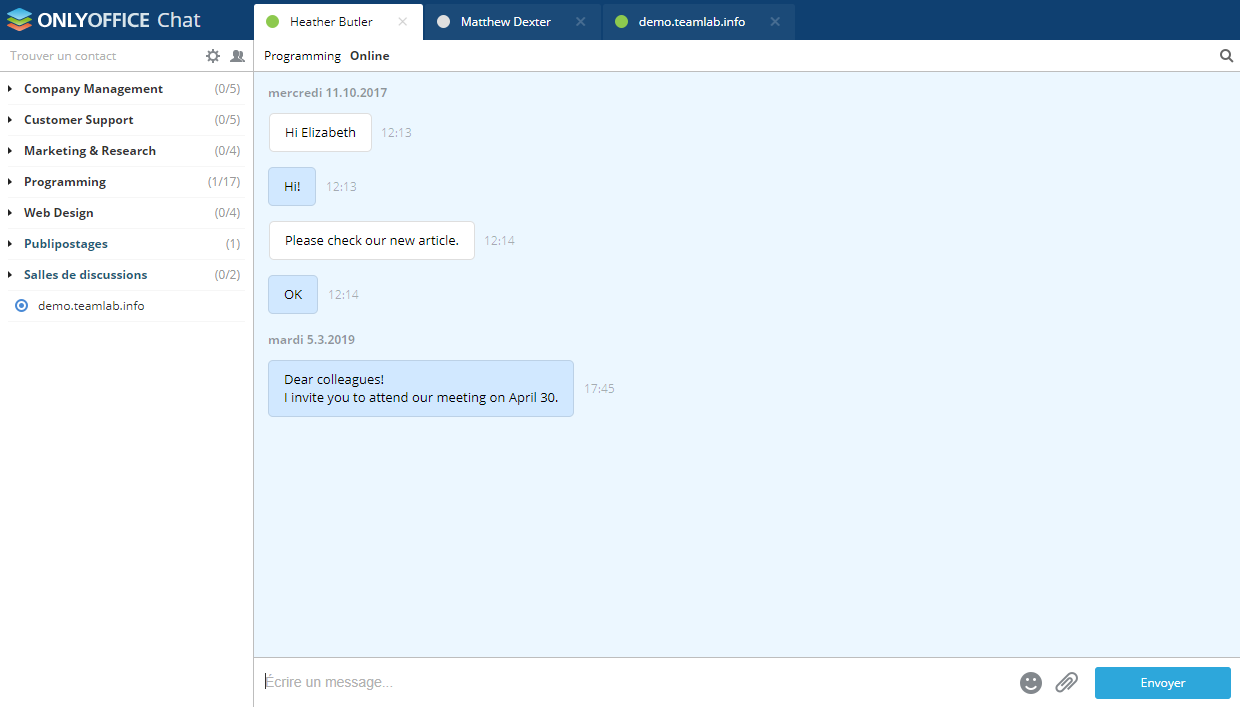 ONLYOFFICE Chat
Heather Butler
Matthew Dexter
demo.teamlab.info
Trouver un contact
Programming Online
Company Management (0/5)
Customer Support (0/5)
Marketing & Research (0/4)
Programming (1/17)
Web Design (0/4)
Publipostages (1)
Salles de discussions (0/2)
demo.teamlab.info
mercredi 11.10.2017
Hi Elizabeth 12:13
Hi! 12:13
Please check our new article. 12:14
OK 12:14
mardi 5.3.2019
Dear colleagues!
I invite you to attend our meeting on April 30. 17:45
Écrire un message...
Envoyer